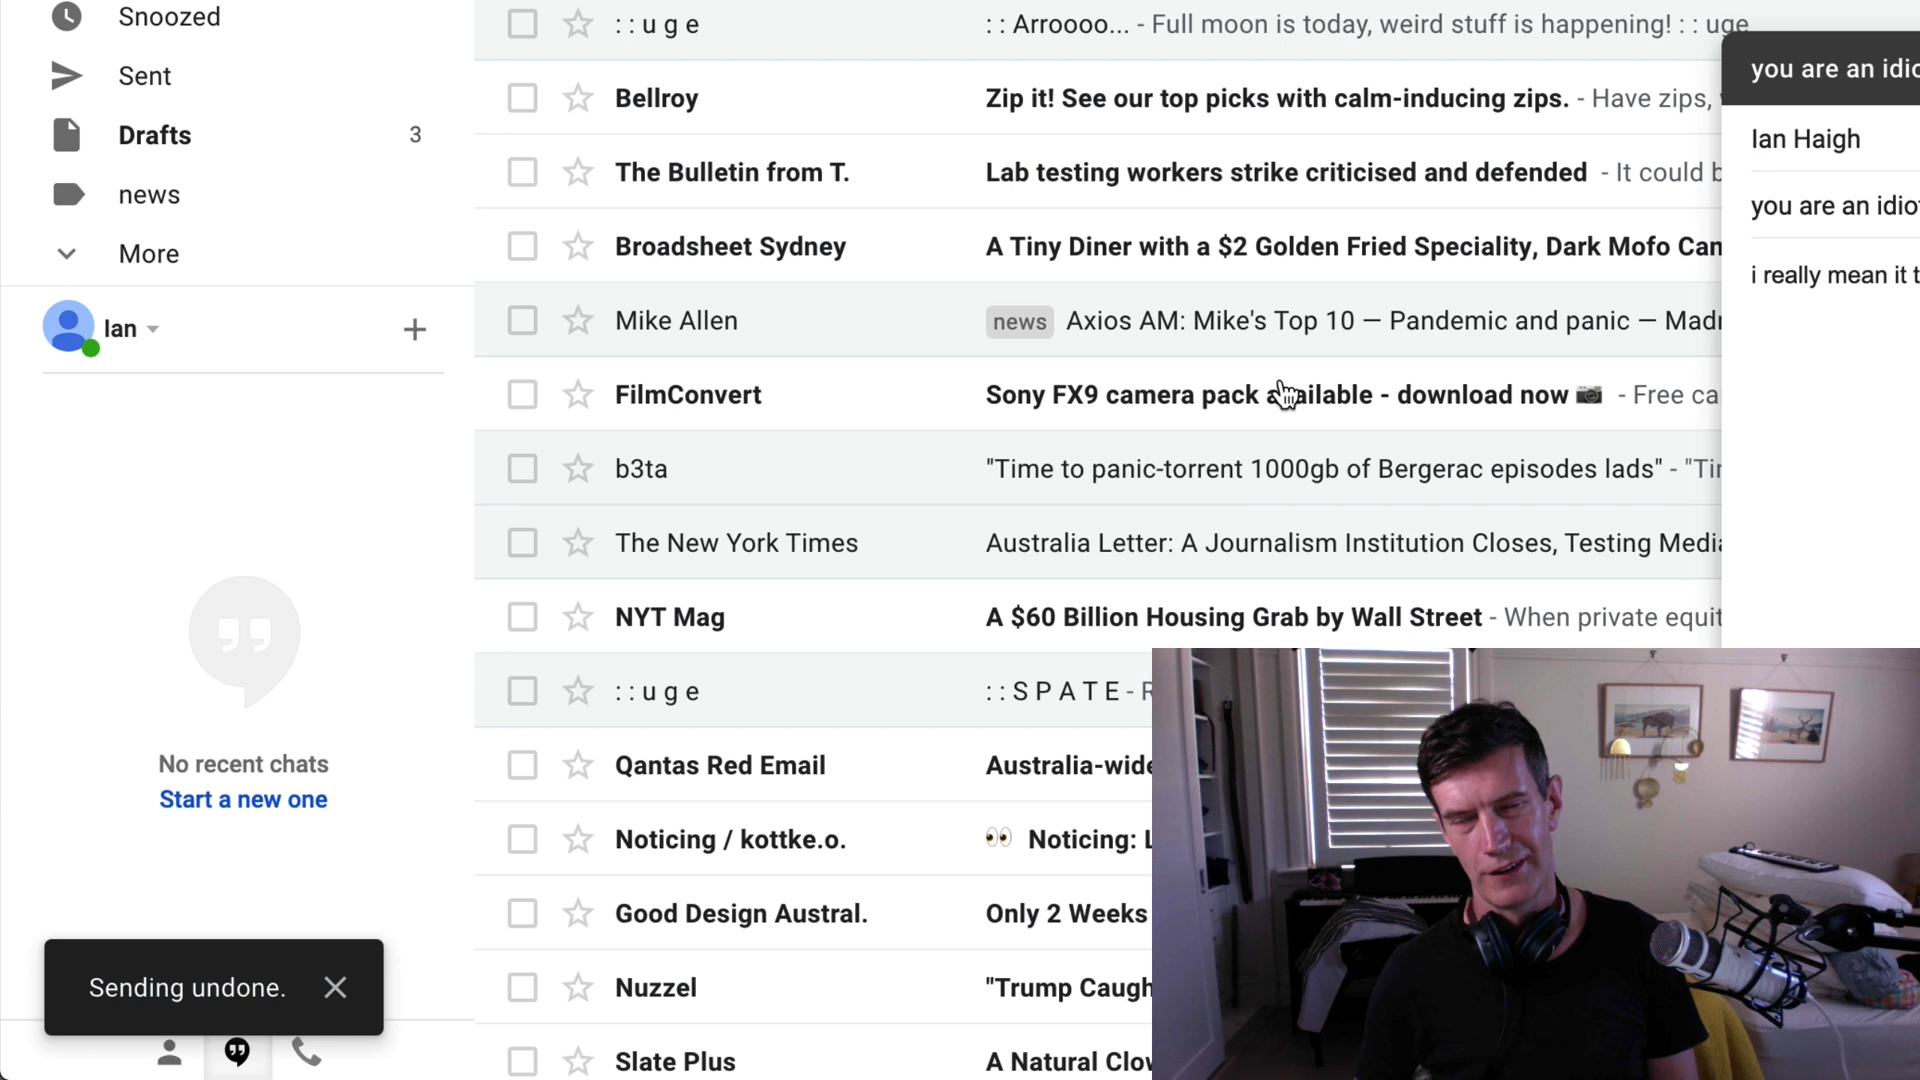 Snoozed
Sent
Drafts 3
news
More
Ian
No recent chats
Start a new one
Sending undone.
: : u g e : : Arroooo... - Full moon is today, weird stuff is happening! : : uge
Bellroy Zip it! See our top picks with calm-inducing zips. - Have zips,
The Bulletin from T. Lab testing workers strike criticised and defended - It could b
Broadsheet Sydney A Tiny Diner with a $2 Golden Fried Speciality, Dark Mofo Can
Mike Allen news Axios AM: Mike's Top 10 — Pandemic and panic — Madr
FilmConvert Sony FX9 camera pack available - download now 📷 - Free ca
b3ta "Time to panic-torrent 1000gb of Bergerac episodes lads" - "Tir
The New York Times Australia Letter: A Journalism Institution Closes, Testing Media
NYT Mag A $60 Billion Housing Grab by Wall Street - When private equit
: : u g e : : S P A T E - R
Qantas Red Email Australia-wide
Noticing / kottke.o. 👀 Noticing: L
Good Design Austral. Only 2 Weeks
Nuzzel "Trump Caugh
Slate Plus A Natural Clov
you are an idio
Ian Haigh
you are an idiot
i really mean it t